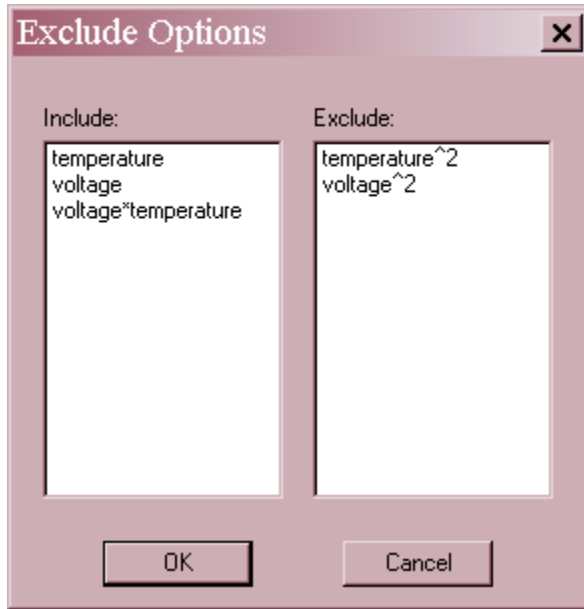 Exclude Options
Include:
temperature
voltage
voltage*temperature
Exclude:
temperature^2
voltage^2
OK
Cancel